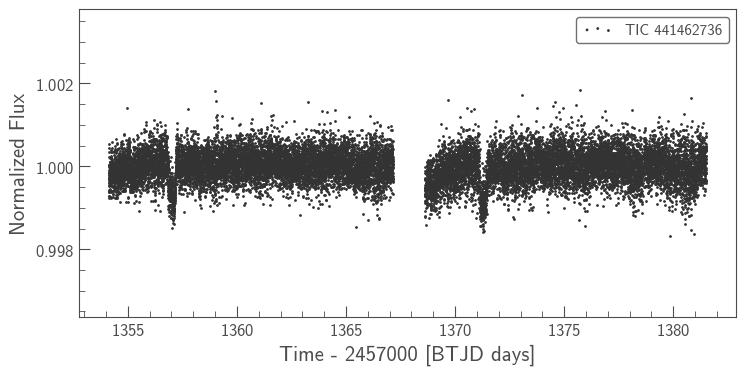 TIC 441462736
1.002
1.000
0.998
Normalized Flux
1355 1360 1365 1370 1375 1380
Time - 2457000 [BTJD days]